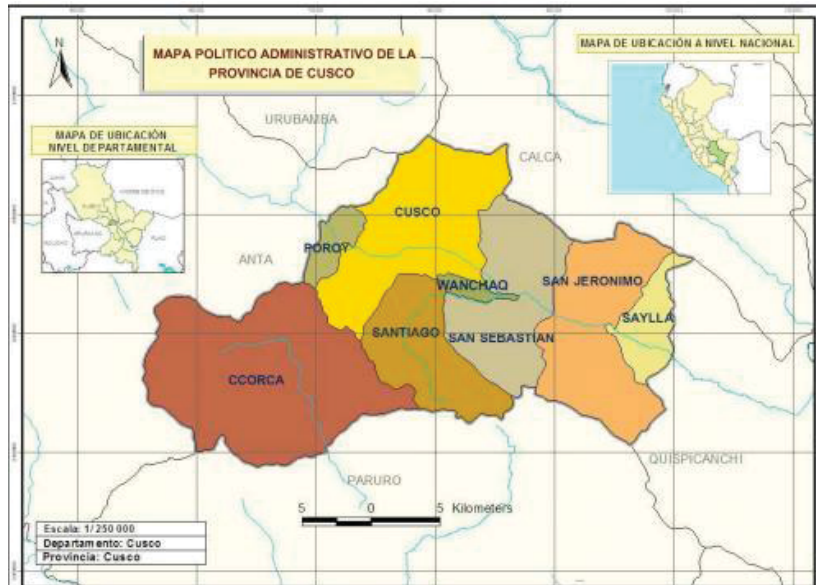 MAPA POLITICO ADMINISTRATIVO DE LA
PROVINCIA DE CUSCO
MAPA DE UBICACIÓN A NIVEL NACIONAL
N
MAPA DE UBICACIÓN
NIVEL DEPARTAMENTAL
URUBAMBA
CALCA
CUSCO
POROY
ANTA
WANCHAQ
SAN JERONIMO
SAYLLA
SANTIAGO
SAN SEBASTIAN
CCORCA
QUISPICANCHI
PARURO
5 0 5 Kilometers
Escala: 1/250 000
Departamento: Cusco
Provincia: Cusco